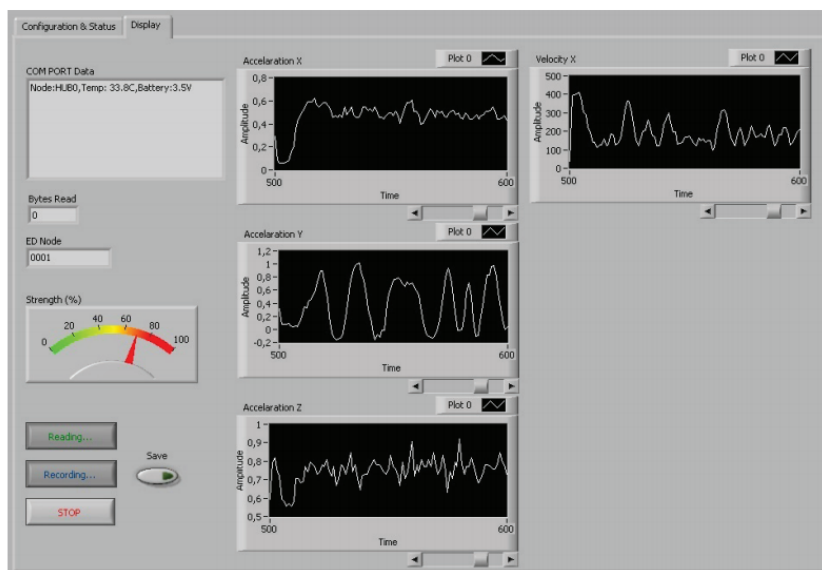 Configuration & Status
Display
COM PORT Data
Node:HUB0,Temp: 33.8C,Battery:3.5V
Bytes Read
0
ED Node
0001
Strength (%)
0
20
40
60
80
100
Reading...
Recording...
Save
STOP
Accelaration X
Plot 0
Amplitude
0,8
0,6
0,4
0,2
0
500
600
Time
Accelaration Y
Plot 0
Amplitude
1,2
1
0,8
0,6
0,4
0,2
0
-0,2
500
600
Time
Accelaration Z
Plot 0
Amplitude
1
0,9
0,8
0,7
0,6
0,5
500
600
Time
Velocity X
Plot 0
Amplitude
500
400
300
200
100
0
500
600
Time